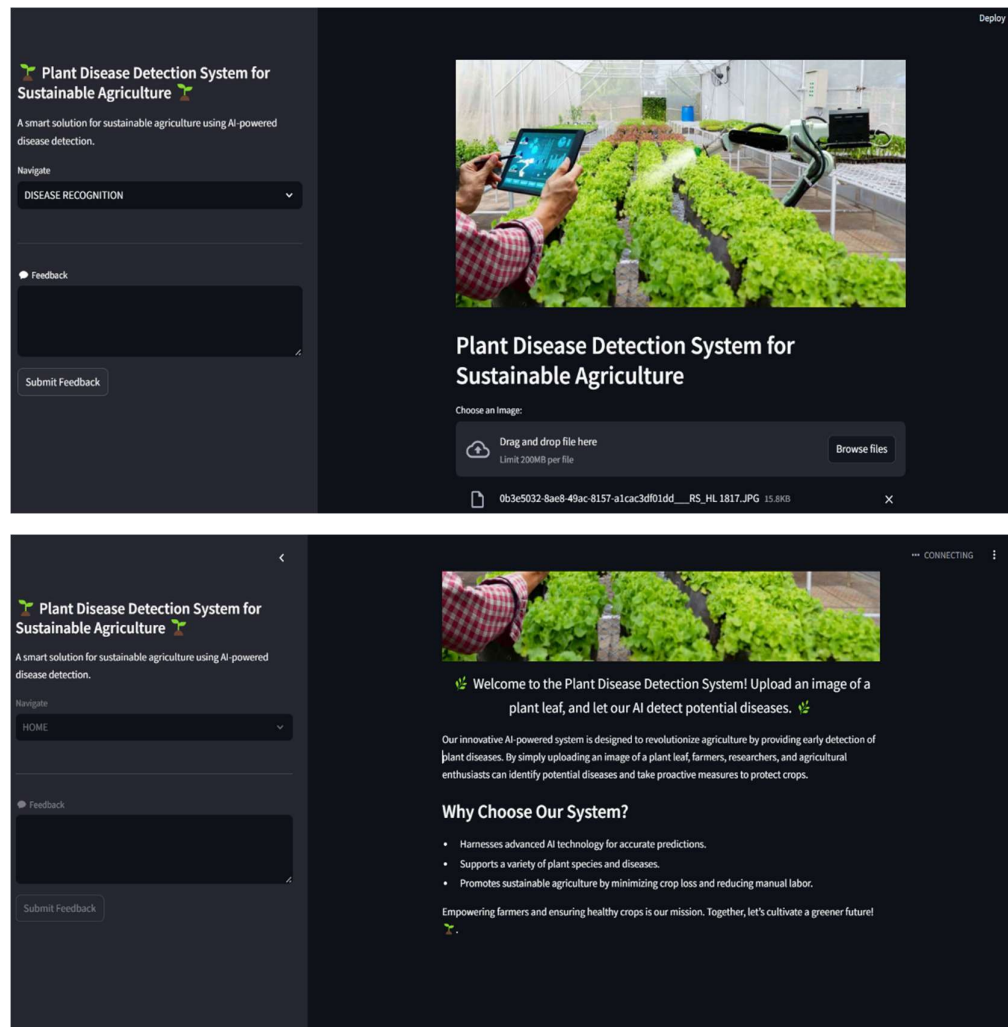 Deploy
🌱 Plant Disease Detection System for
Sustainable Agriculture 🌱
A smart solution for sustainable agriculture using AI-powered
disease detection.
Navigate
DISEASE RECOGNITION
💬 Feedback
Submit Feedback
Plant Disease Detection System for
Sustainable Agriculture
Choose an Image:
Drag and drop file here
Limit 200MB per file
Browse files
0b3e5032-8ae8-49ac-8157-a1cac3df01dd___RS_HL 1817.JPG 15.8KB
CONNECTING
🌱 Plant Disease Detection System for
Sustainable Agriculture 🌱
A smart solution for sustainable agriculture using AI-powered
disease detection.
Navigate
HOME
💬 Feedback
Submit Feedback
🌿 Welcome to the Plant Disease Detection System! Upload an image of a
plant leaf, and let our AI detect potential diseases. 🌿
Our innovative AI-powered system is designed to revolutionize agriculture by providing early detection of
plant diseases. By simply uploading an image of a plant leaf, farmers, researchers, and agricultural
enthusiasts can identify potential diseases and take proactive measures to protect crops.
Why Choose Our System?
• Harnesses advanced AI technology for accurate predictions.
• Supports a variety of plant species and diseases.
• Promotes sustainable agriculture by minimizing crop loss and reducing manual labor.
Empowering farmers and ensuring healthy crops is our mission. Together, let's cultivate a greener future!
🌱.